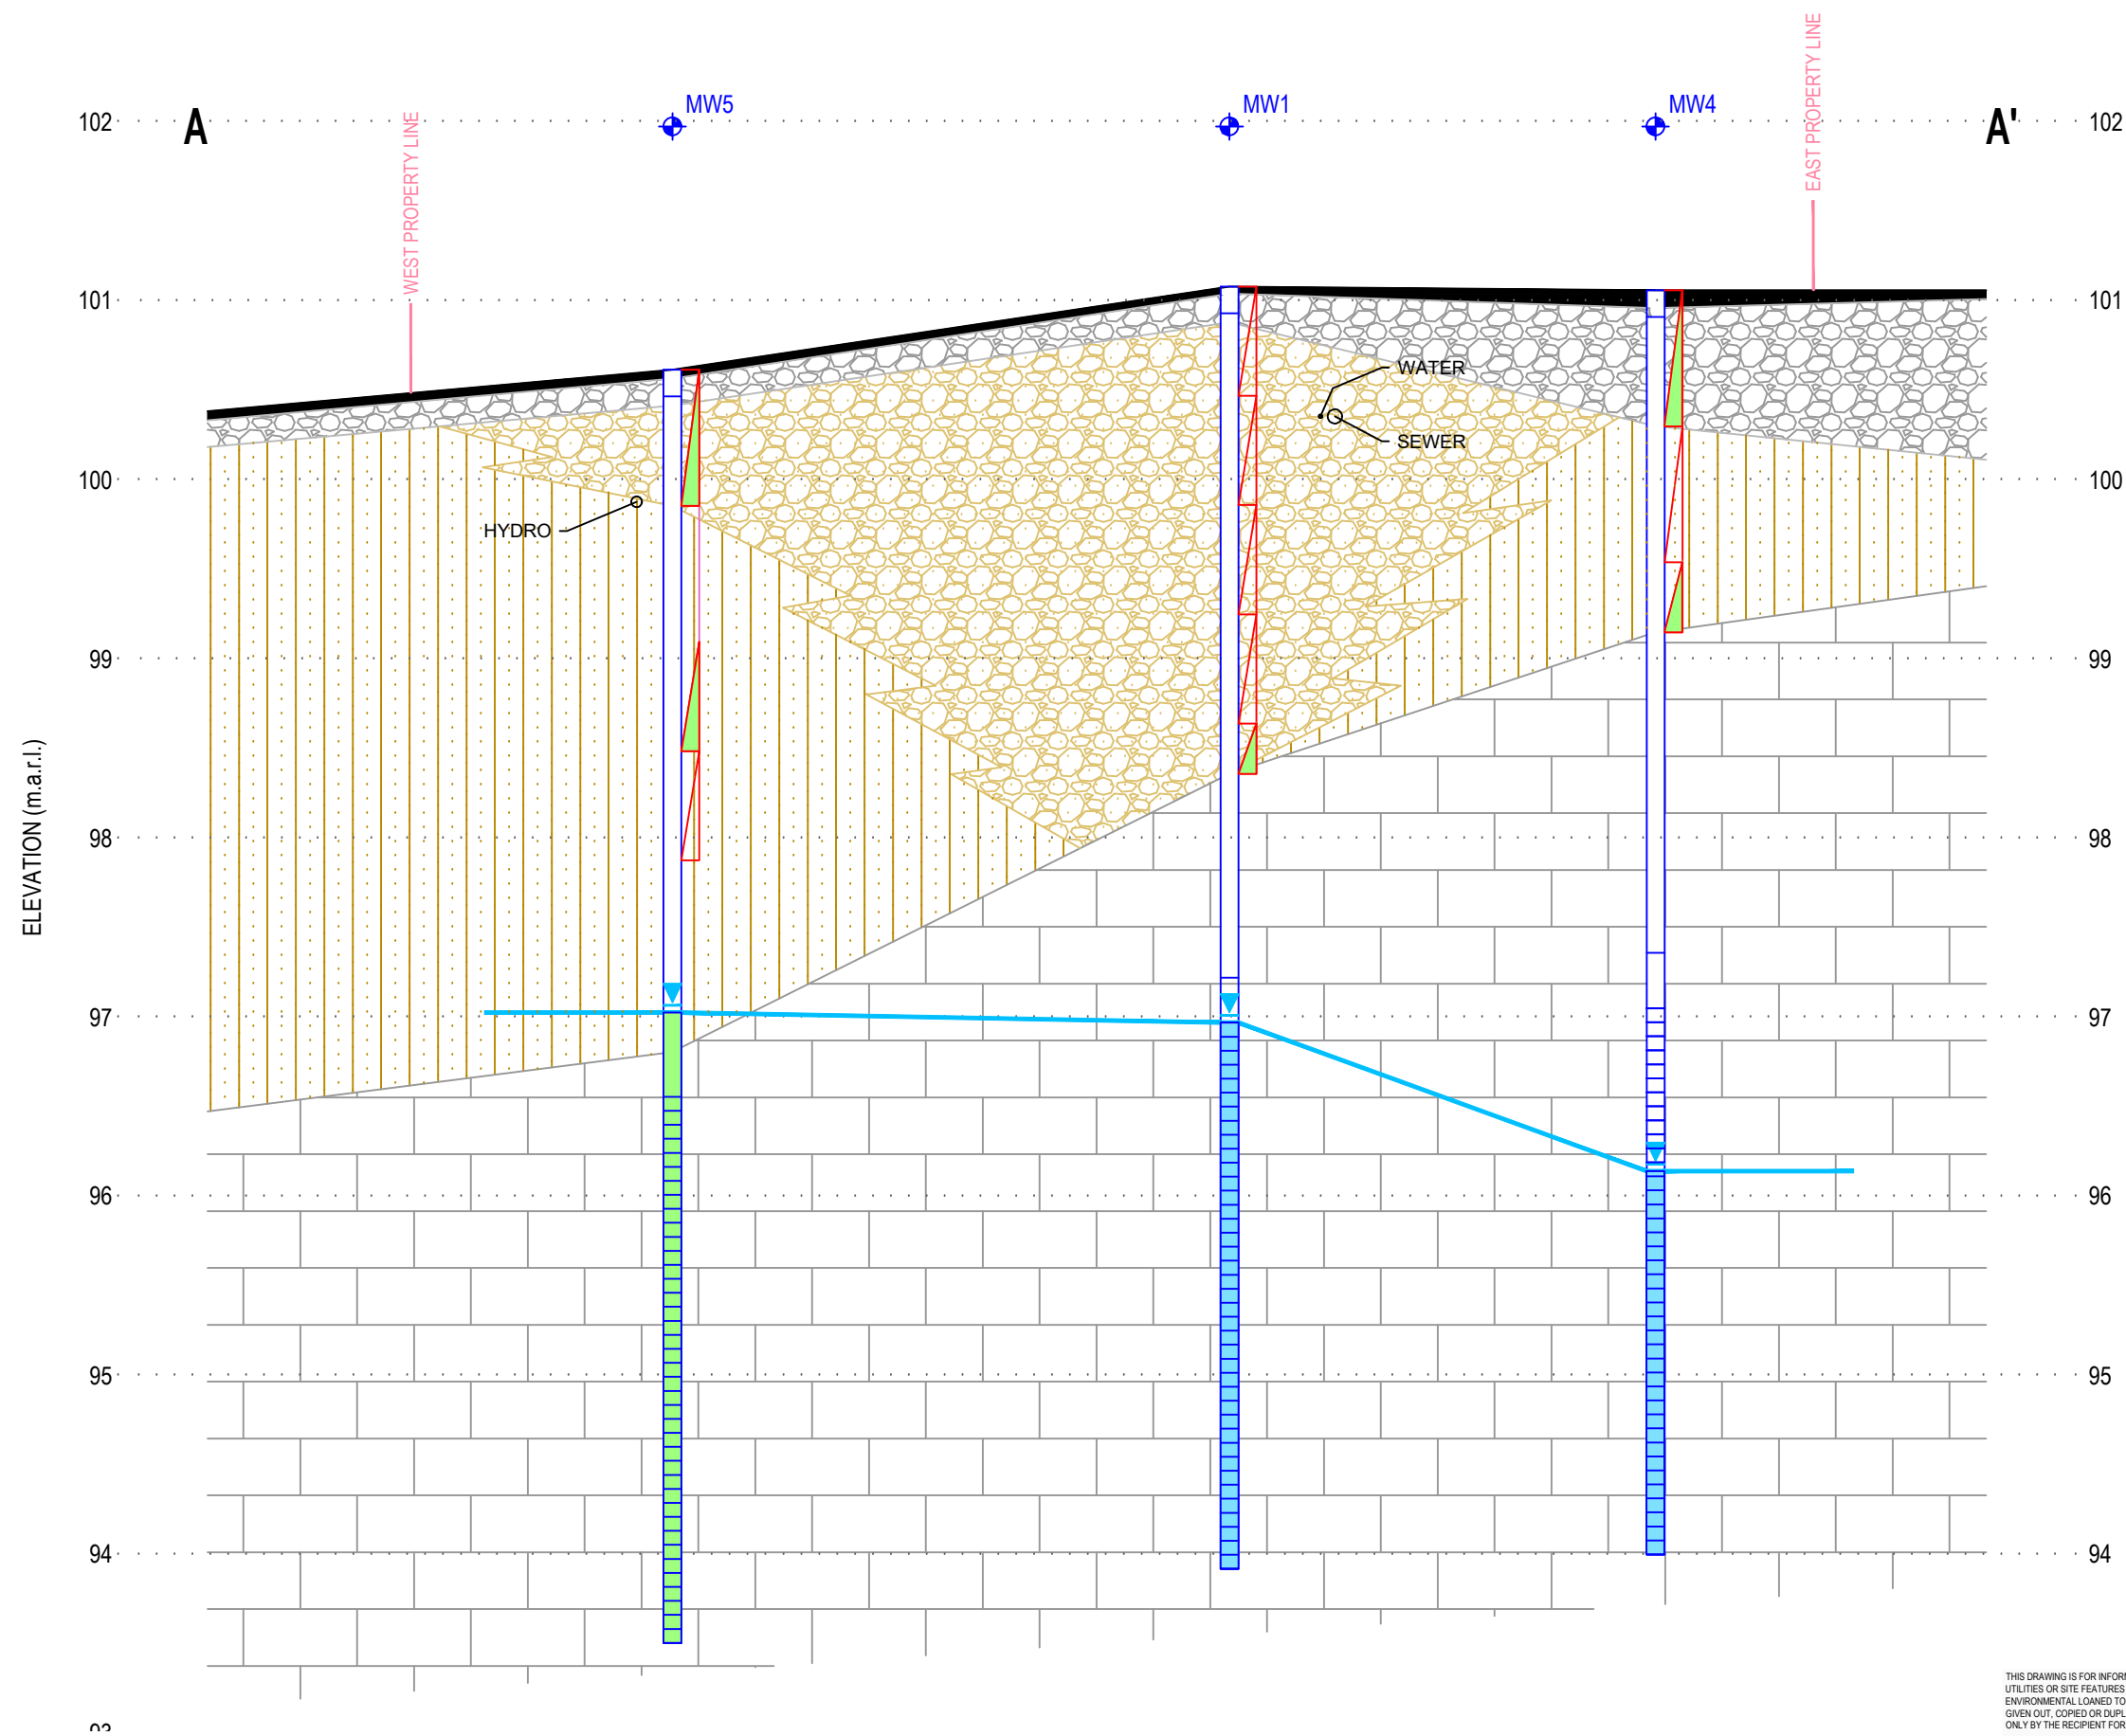 WEST PROPERTY LINE
EAST PROPERTY LINE
A
MW5
MW1
MW4
A'
102
102
101
101
WATER
SEWER
100
100
HYDRO
99
99
ELEVATION (m.a.r.l.)
98
98
97
97
96
96
95
95
94
94
THIS DRAWING IS FOR INFOR
UTILITIES OR SITE FEATURES
ENVIRONMENTAL LOANED TO
GIVEN OUT, COPIED OR DUPL
ONLY BY THE RECIPIENT FOR